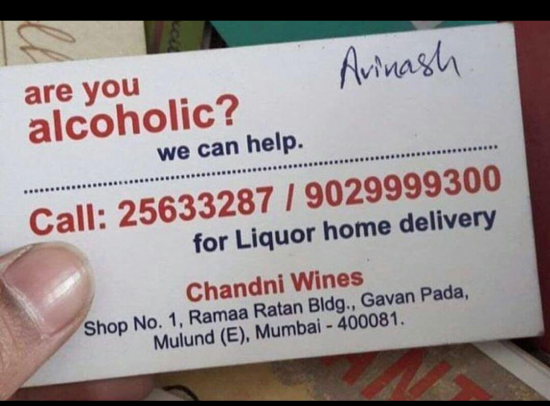 are you
Avinash
alcoholic?
we can help.
Call: 25633287 / 9029999300
for Liquor home delivery
Chandni Wines
Shop No. 1, Ramaa Ratan Bldg., Gavan Pada,
Mulund (E), Mumbai - 400081.